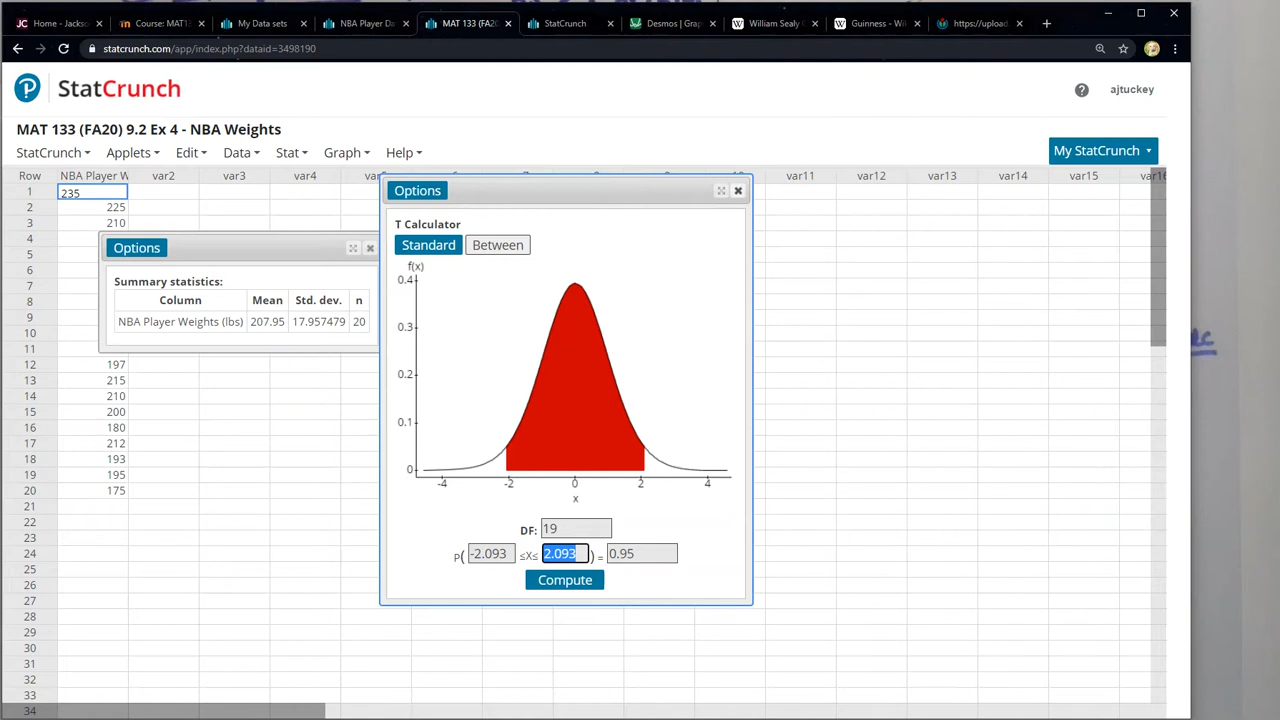 Home - Jackso
Course: MAT13
My Data sets
NBA Player Da
MAT 133 (FA20
StatCrunch
Desmos | Grap
William Sealy G
Guinness - Wik
https://upload.
statcrunch.com/app/index.php?dataid=3498190
StatCrunch
ajtuckey
MAT 133 (FA20) 9.2 Ex 4 - NBA Weights
StatCrunch Applets Edit Data Stat Graph Help
My StatCrunch
Row NBA Player W var2 var3 var4 var11 var12 var13 var14 var15 var16
1 235
2 225
3 210
4
5
6
7
8
9
10
11
12 197
13 215
14 210
15 200
16 180
17 212
18 193
19 195
20 175
21
22
23
24
25
26
27
28
29
30
31
32
33
34
Options
Summary statistics:
Column Mean Std. dev. n
NBA Player Weights (lbs) 207.95 17.957479 20
Options
T Calculator
Standard Between
f(x)
0.4
0.3
0.2
0.1
0
-4 -2 0 2 4
x
DF: 19
P( -2.093 ≤X≤ 2.093 ) = 0.95
Compute